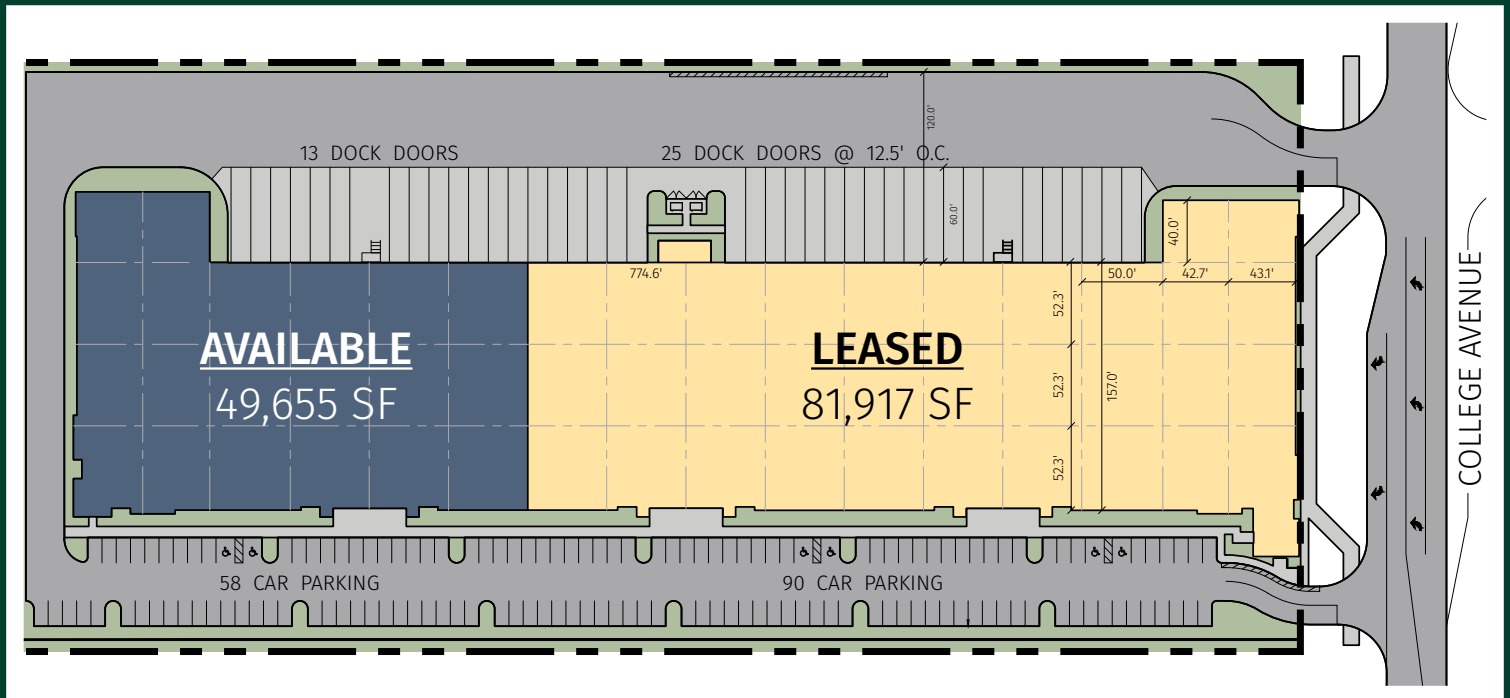 120.0'
13 DOCK DOORS
25 DOCK DOORS @ 12.5' O.C.
60.0'
40.0'
774.6'
50.0'
42.7'
43.1'
52.3'
AVAILABLE
49,655 SF
LEASED
81,917 SF
52.3'
157.0'
52.3'
COLLEGE AVENUE
58 CAR PARKING
90 CAR PARKING